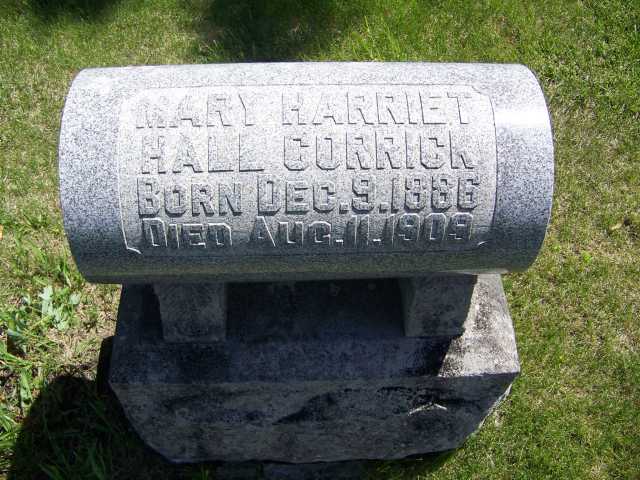 MARY HARRIET
HALL CORRICK
BORN DEC. 9. 1886
DIED AUG. 11. 1909